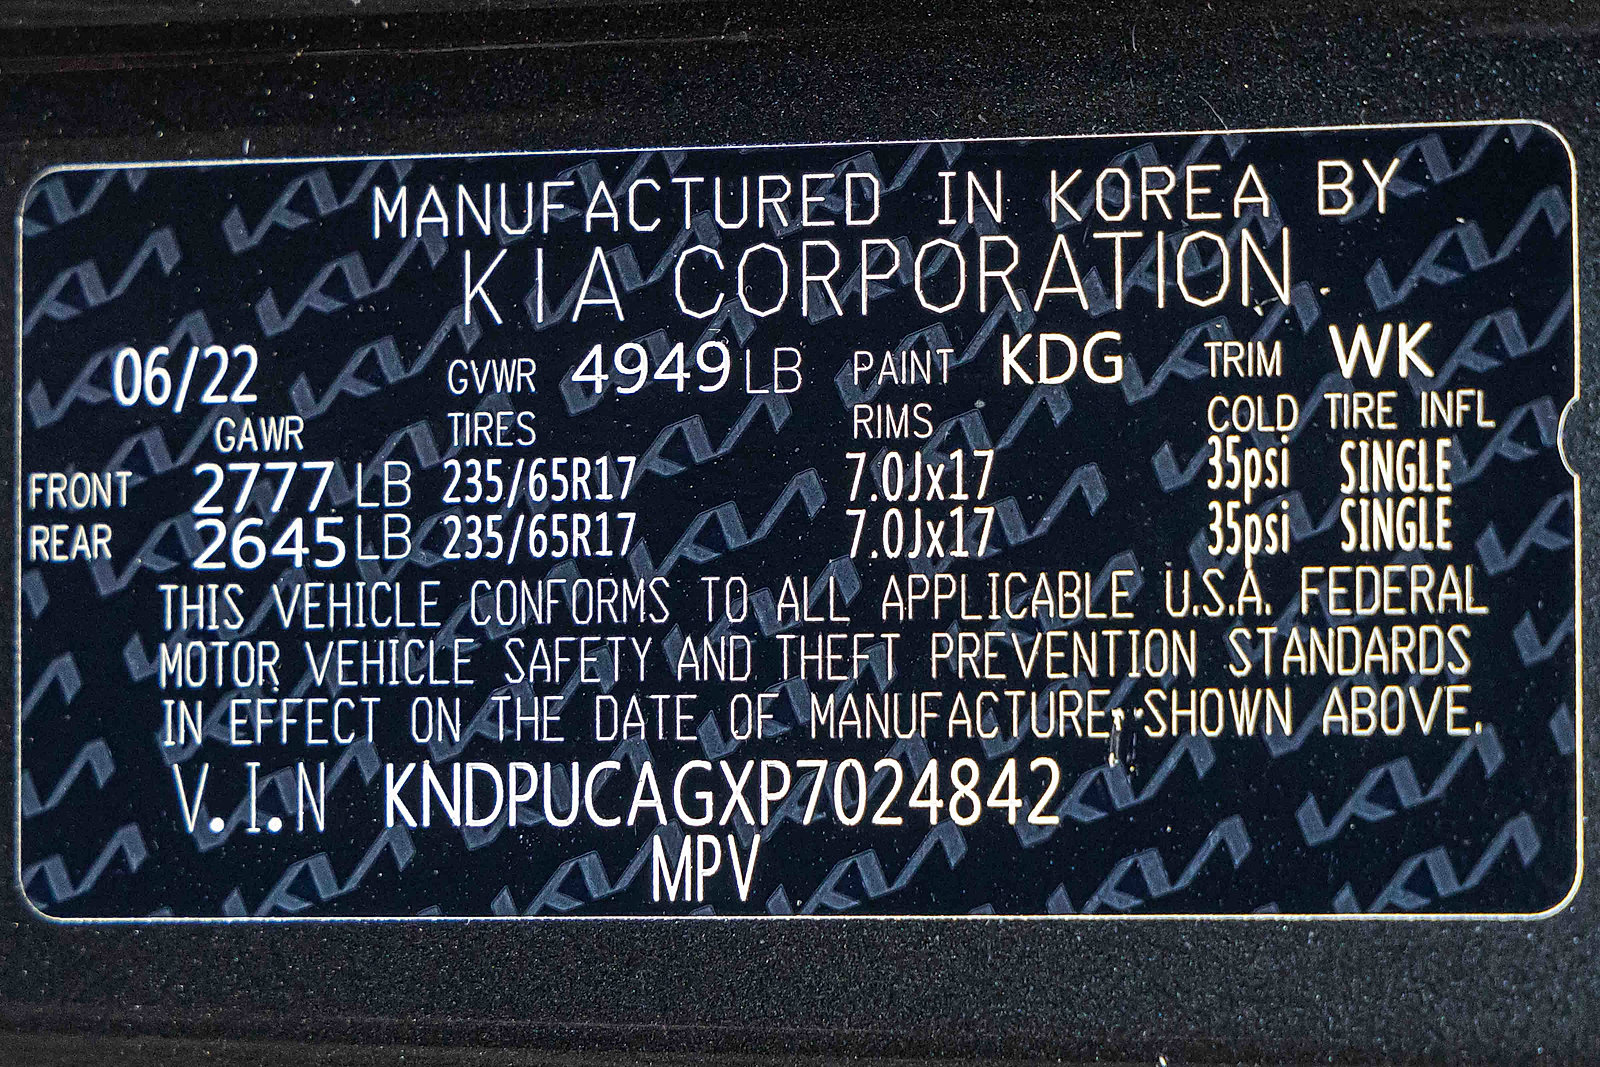 MANUFACTURED IN KOREA BY
KIA CORPORATION
06/22 GVWR 4949 LB PAINT KDG TRIM WK
GAWR TIRES RIMS COLD TIRE INFL
FRONT 2777 LB 235/65R17 7.0Jx17 35psi SINGLE
REAR 2645 LB 235/65R17 7.0Jx17 35psi SINGLE
THIS VEHICLE CONFORMS TO ALL APPLICABLE U.S.A. FEDERAL
MOTOR VEHICLE SAFETY AND THEFT PREVENTION STANDARDS
IN EFFECT ON THE DATE OF MANUFACTURE SHOWN ABOVE.
V.I.N KNDPUCAGXP7024842
MPV